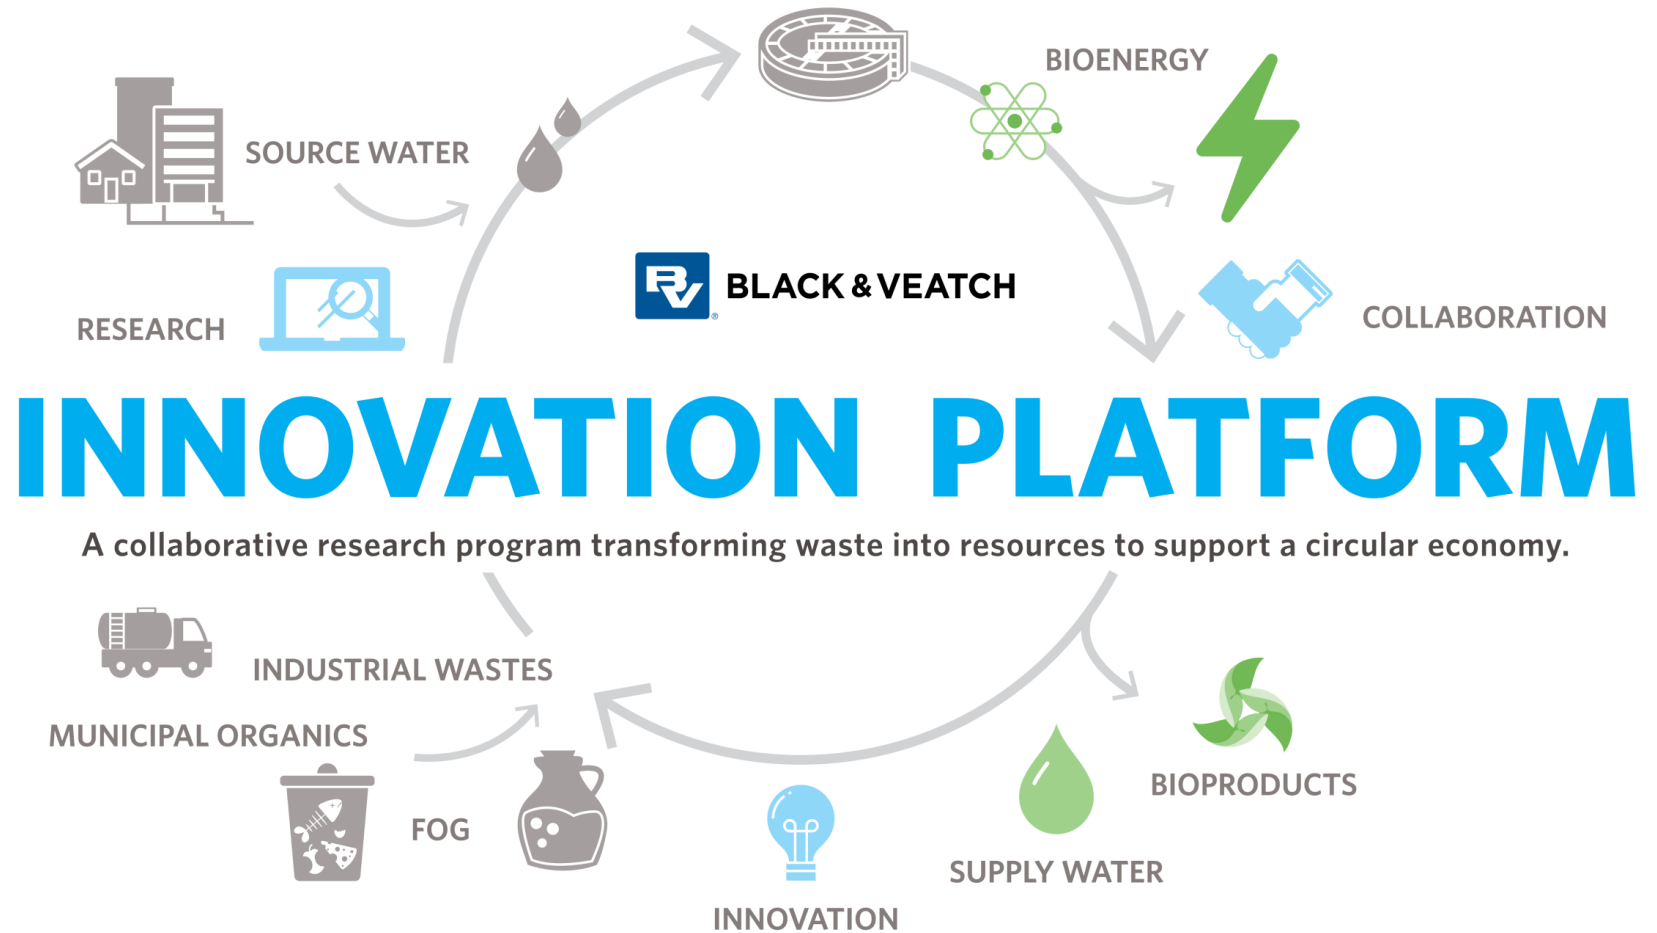 BIOENERGY
SOURCE WATER
BV®
BLACK & VEATCH
RESEARCH
COLLABORATION
INNOVATION PLATFORM
A collaborative research program transforming waste into resources to support a circular economy.
INDUSTRIAL WASTES
MUNICIPAL ORGANICS
FOG
BIOPRODUCTS
SUPPLY WATER
INNOVATION